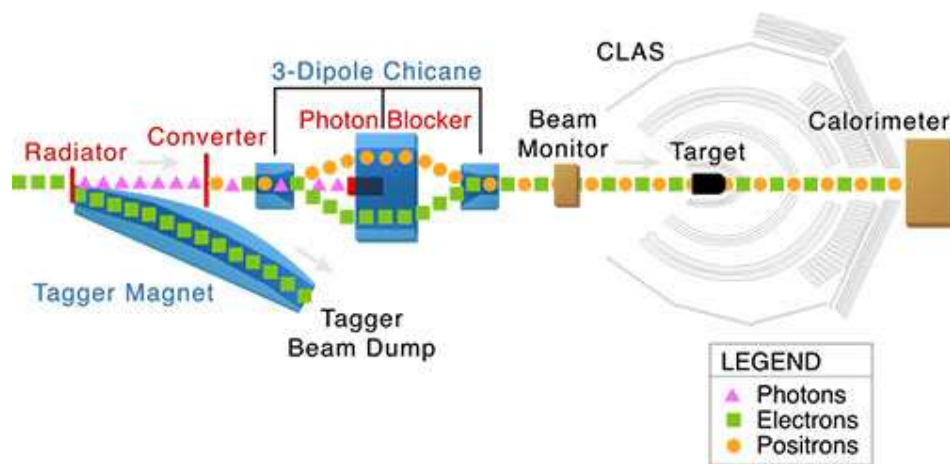 CLAS
3-Dipole Chicane
Converter
Photon Blocker
Beam
Monitor
Calorimeter
Radiator
Target
Tagger Magnet
Tagger
Beam Dump
LEGEND
Photons
Electrons
Positrons